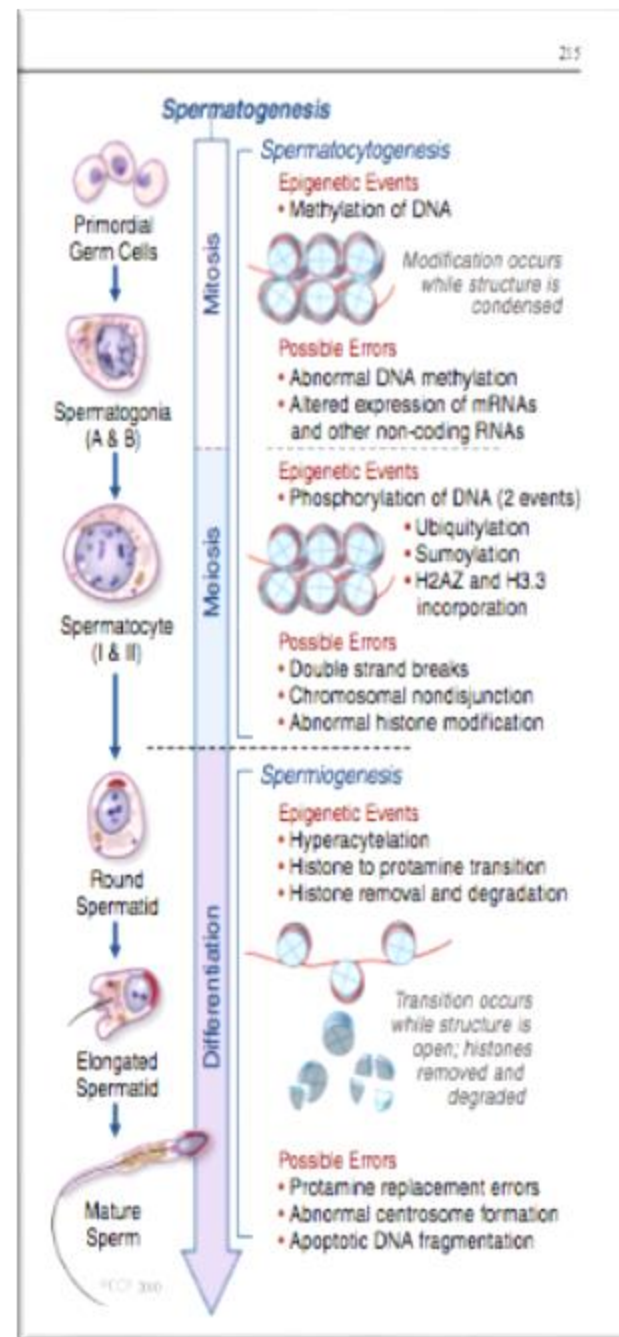 215
Spermatogenesis
Spermatocytogenesis
Epigenetic Events
• Methylation of DNA
Modification occurs
while structure is
condensed
Possible Errors
• Abnormal DNA methylation
• Altered expression of mRNAs
and other non-coding RNAs
Epigenetic Events
• Phosphorylation of DNA (2 events)
• Ubiquitylation
• Sumoylation
• H2AZ and H3.3
incorporation
Possible Errors
• Double strand breaks
• Chromosomal nondisjunction
• Abnormal histone modification
Spermiogenesis
Epigenetic Events
• Hyperacytelation
• Histone to protamine transition
• Histone removal and degradation
Transition occurs
while structure is
open; histones
removed and
degraded
Possible Errors
• Protamine replacement errors
• Abnormal centrosome formation
• Apoptotic DNA fragmentation
Mitosis
Meiosis
Differentiation
Primordial
Germ Cells
Spermatogonia
(A & B)
Spermatocyte
(I & II)
Round
Spermatid
Elongated
Spermatid
Mature
Sperm